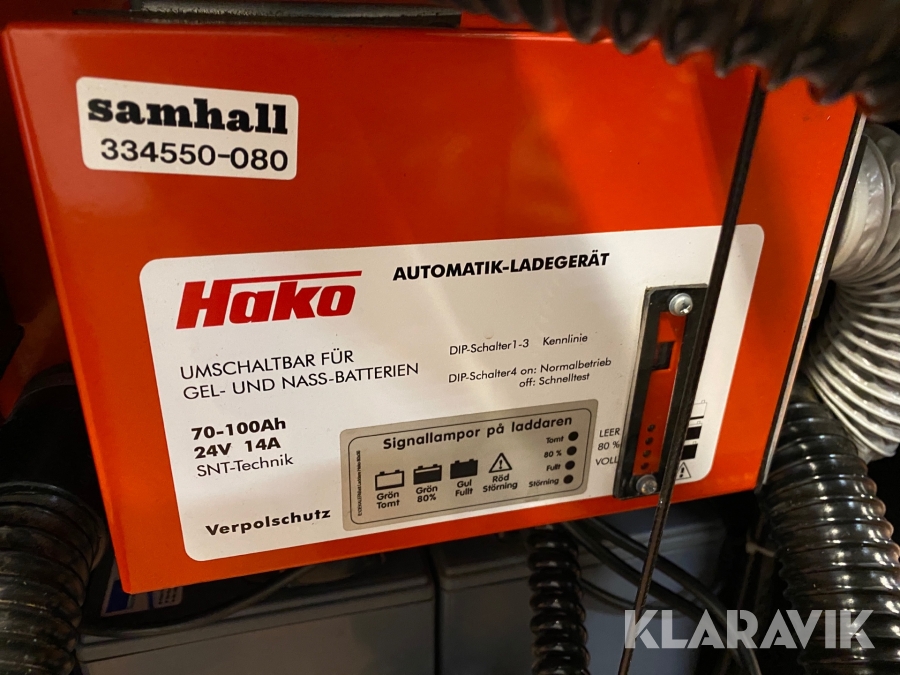 samhall
334550-080
Hako
AUTOMATIK-LADEGERÄT
UMSCHALTBAR FÜR
GEL- UND NASS-BATTERIEN
DIP-Schalter1-3 Kennlinie
DIP-Schalter4 on: Normalbetrieb
off: Schnelltest
70-100Ah
24V 14A
SNT-Technik
Verpolschutz
Signallampor på laddaren
Grön
Tomt
Grön
80%
Gul
Fullt
Röd
Störning
Tomt
80 %
Fullt
Störning
LEER
80 %
VOLL
KLARAVIK